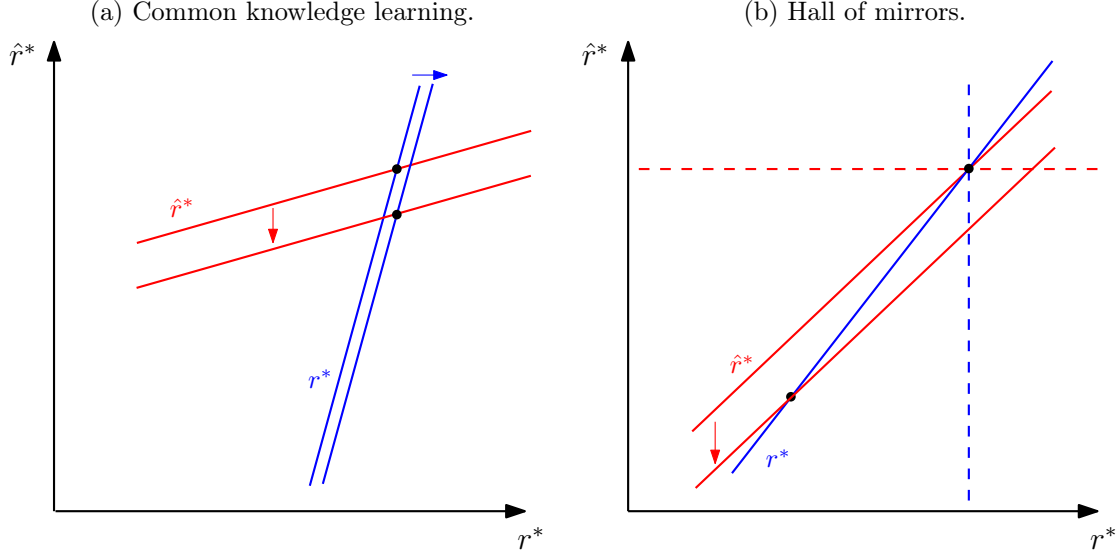 (a) Common knowledge learning.
r̂*
r̂*
r*
r*
(b) Hall of mirrors.
r̂*
r̂*
r*
r*